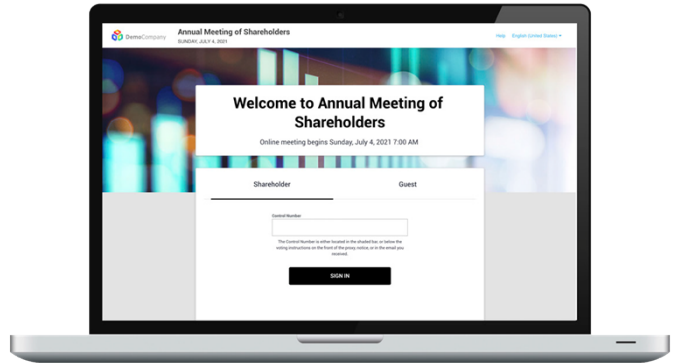 DemoCompany
Annual Meeting of Shareholders
SUNDAY, JULY 4, 2021
Help
English (United States)
Welcome to Annual Meeting of
Shareholders
Online meeting begins Sunday, July 4, 2021 7:00 AM
Shareholder
Guest
Control Number
The Control Number is either located in the shaded bar, or below the
voting instructions on the front of the proxy, notice, or in the email you
received.
SIGN IN